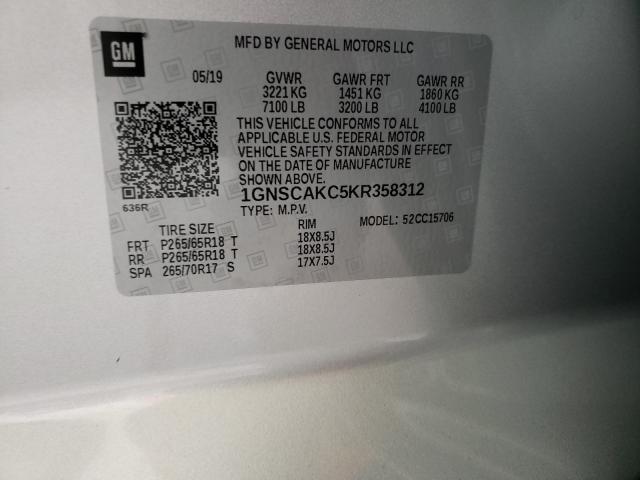 GM
MFD BY GENERAL MOTORS LLC
05/19 GVWR GAWR FRT GAWR RR
3221 KG 1451 KG 1860 KG
7100 LB 3200 LB 4100 LB
THIS VEHICLE CONFORMS TO ALL
APPLICABLE U.S. FEDERAL MOTOR
VEHICLE SAFETY STANDARDS IN EFFECT
ON THE DATE OF MANUFACTURE
SHOWN ABOVE.
636R
1GNSCAKC5KR358312
TYPE: M.P.V. MODEL: 52CC15706
TIRE SIZE RIM
FRT P265/65R18 T 18X8.5J
RR P265/65R18 T 18X8.5J
SPA 265/70R17 S 17X7.5J